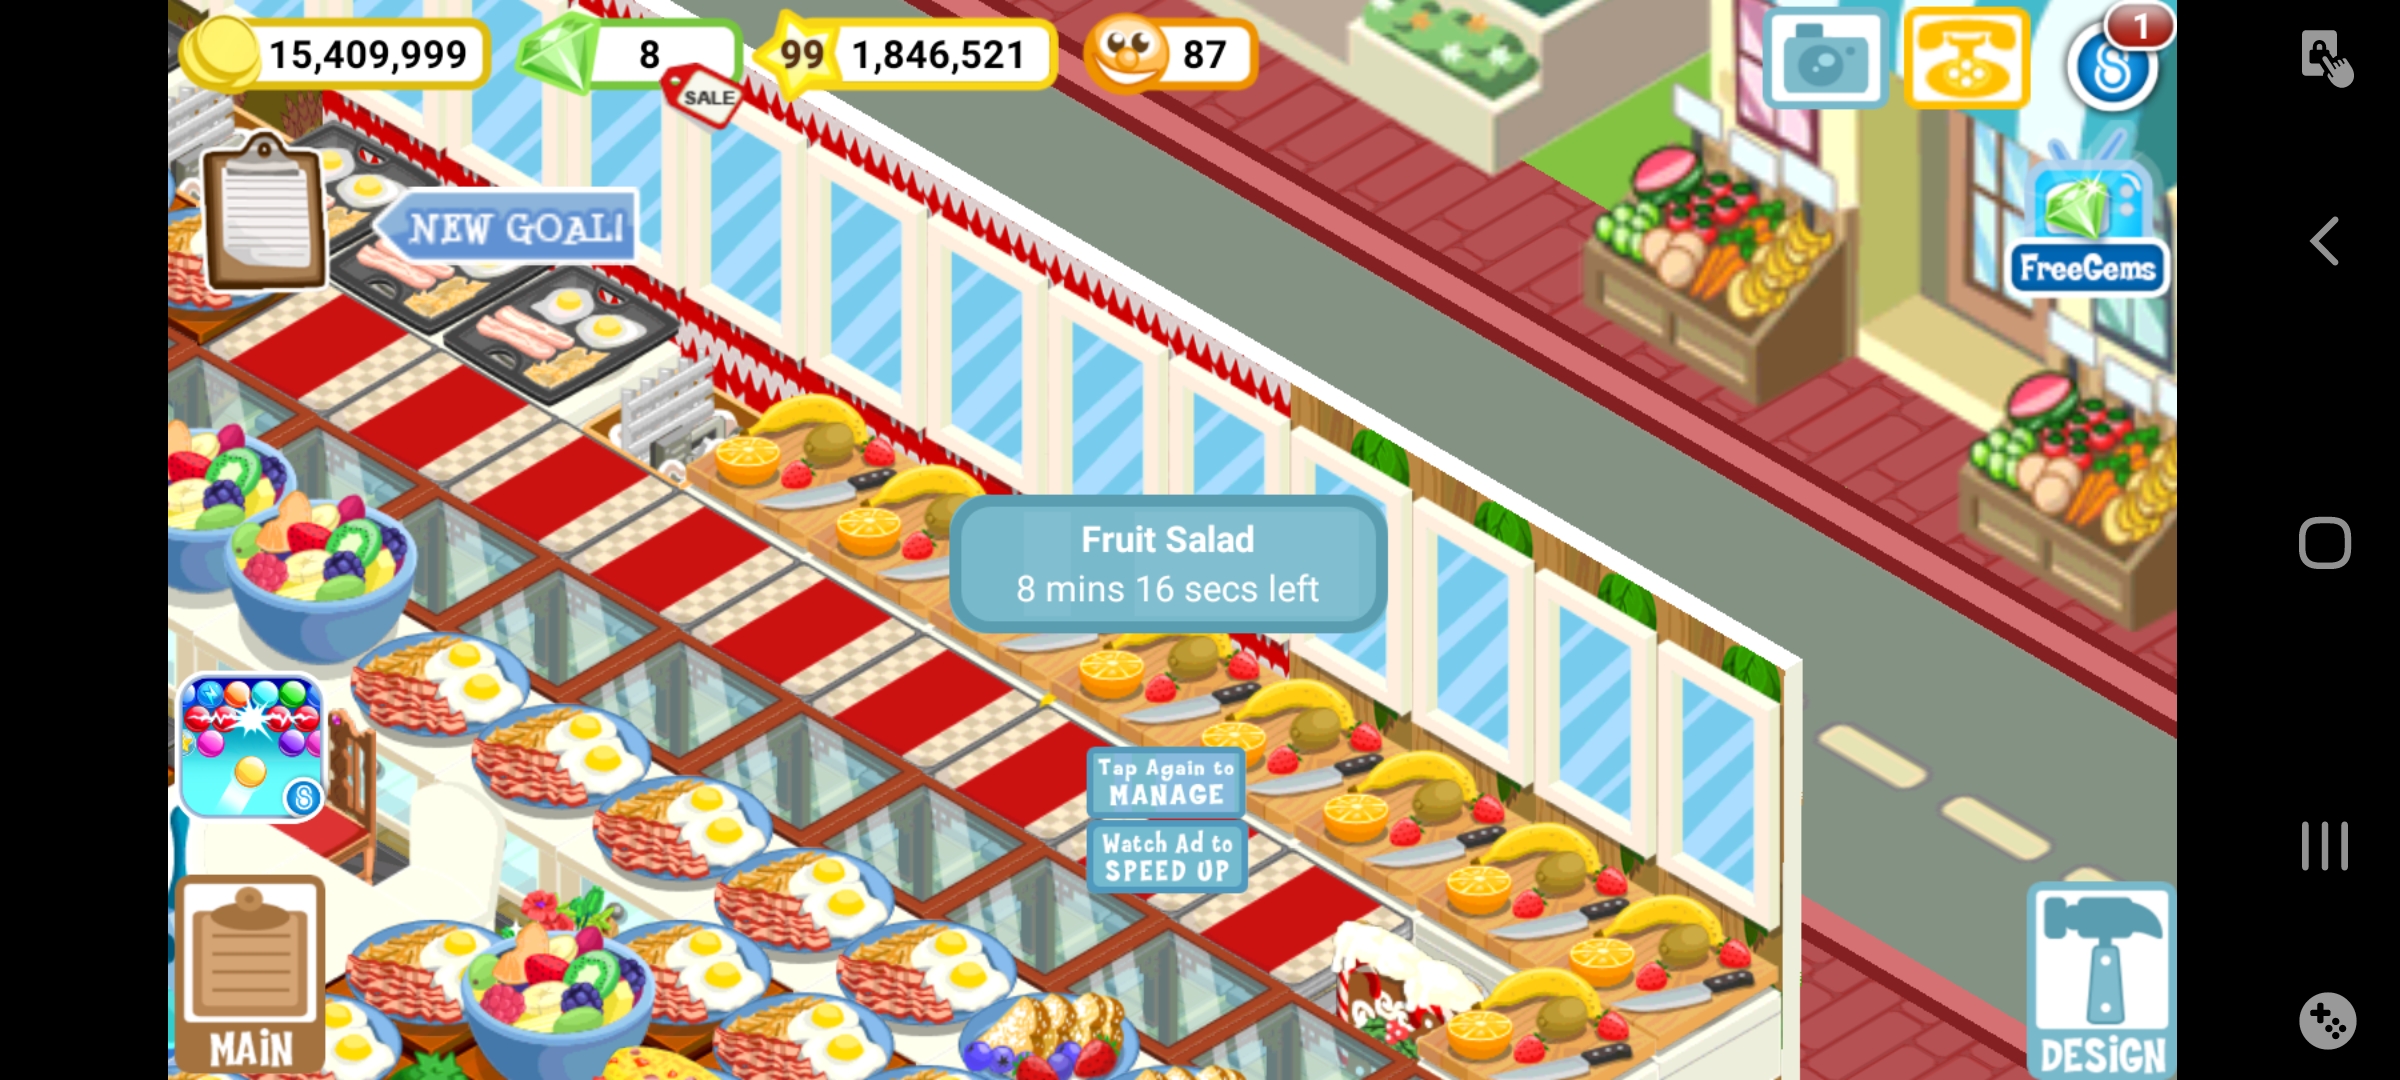 15,409,999
8
99 1,846,521
87
1
SALE
NEW GOAL!
FreeGems
Fruit Salad
8 mins 16 secs left
Tap Again to
MANAGE
Watch Ad to
SPEED UP
MAiN
DESiGN